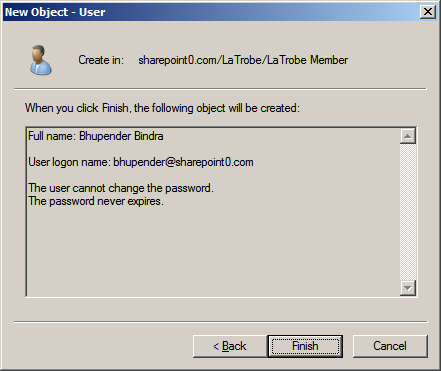 New Object - User
Create in: sharepoint0.com/LaTrobe/LaTrobe Member
When you click Finish, the following object will be created:
Full name: Bhupender Bindra
User logon name: bhupender@sharepoint0.com
The user cannot change the password.
The password never expires.
< Back Finish Cancel